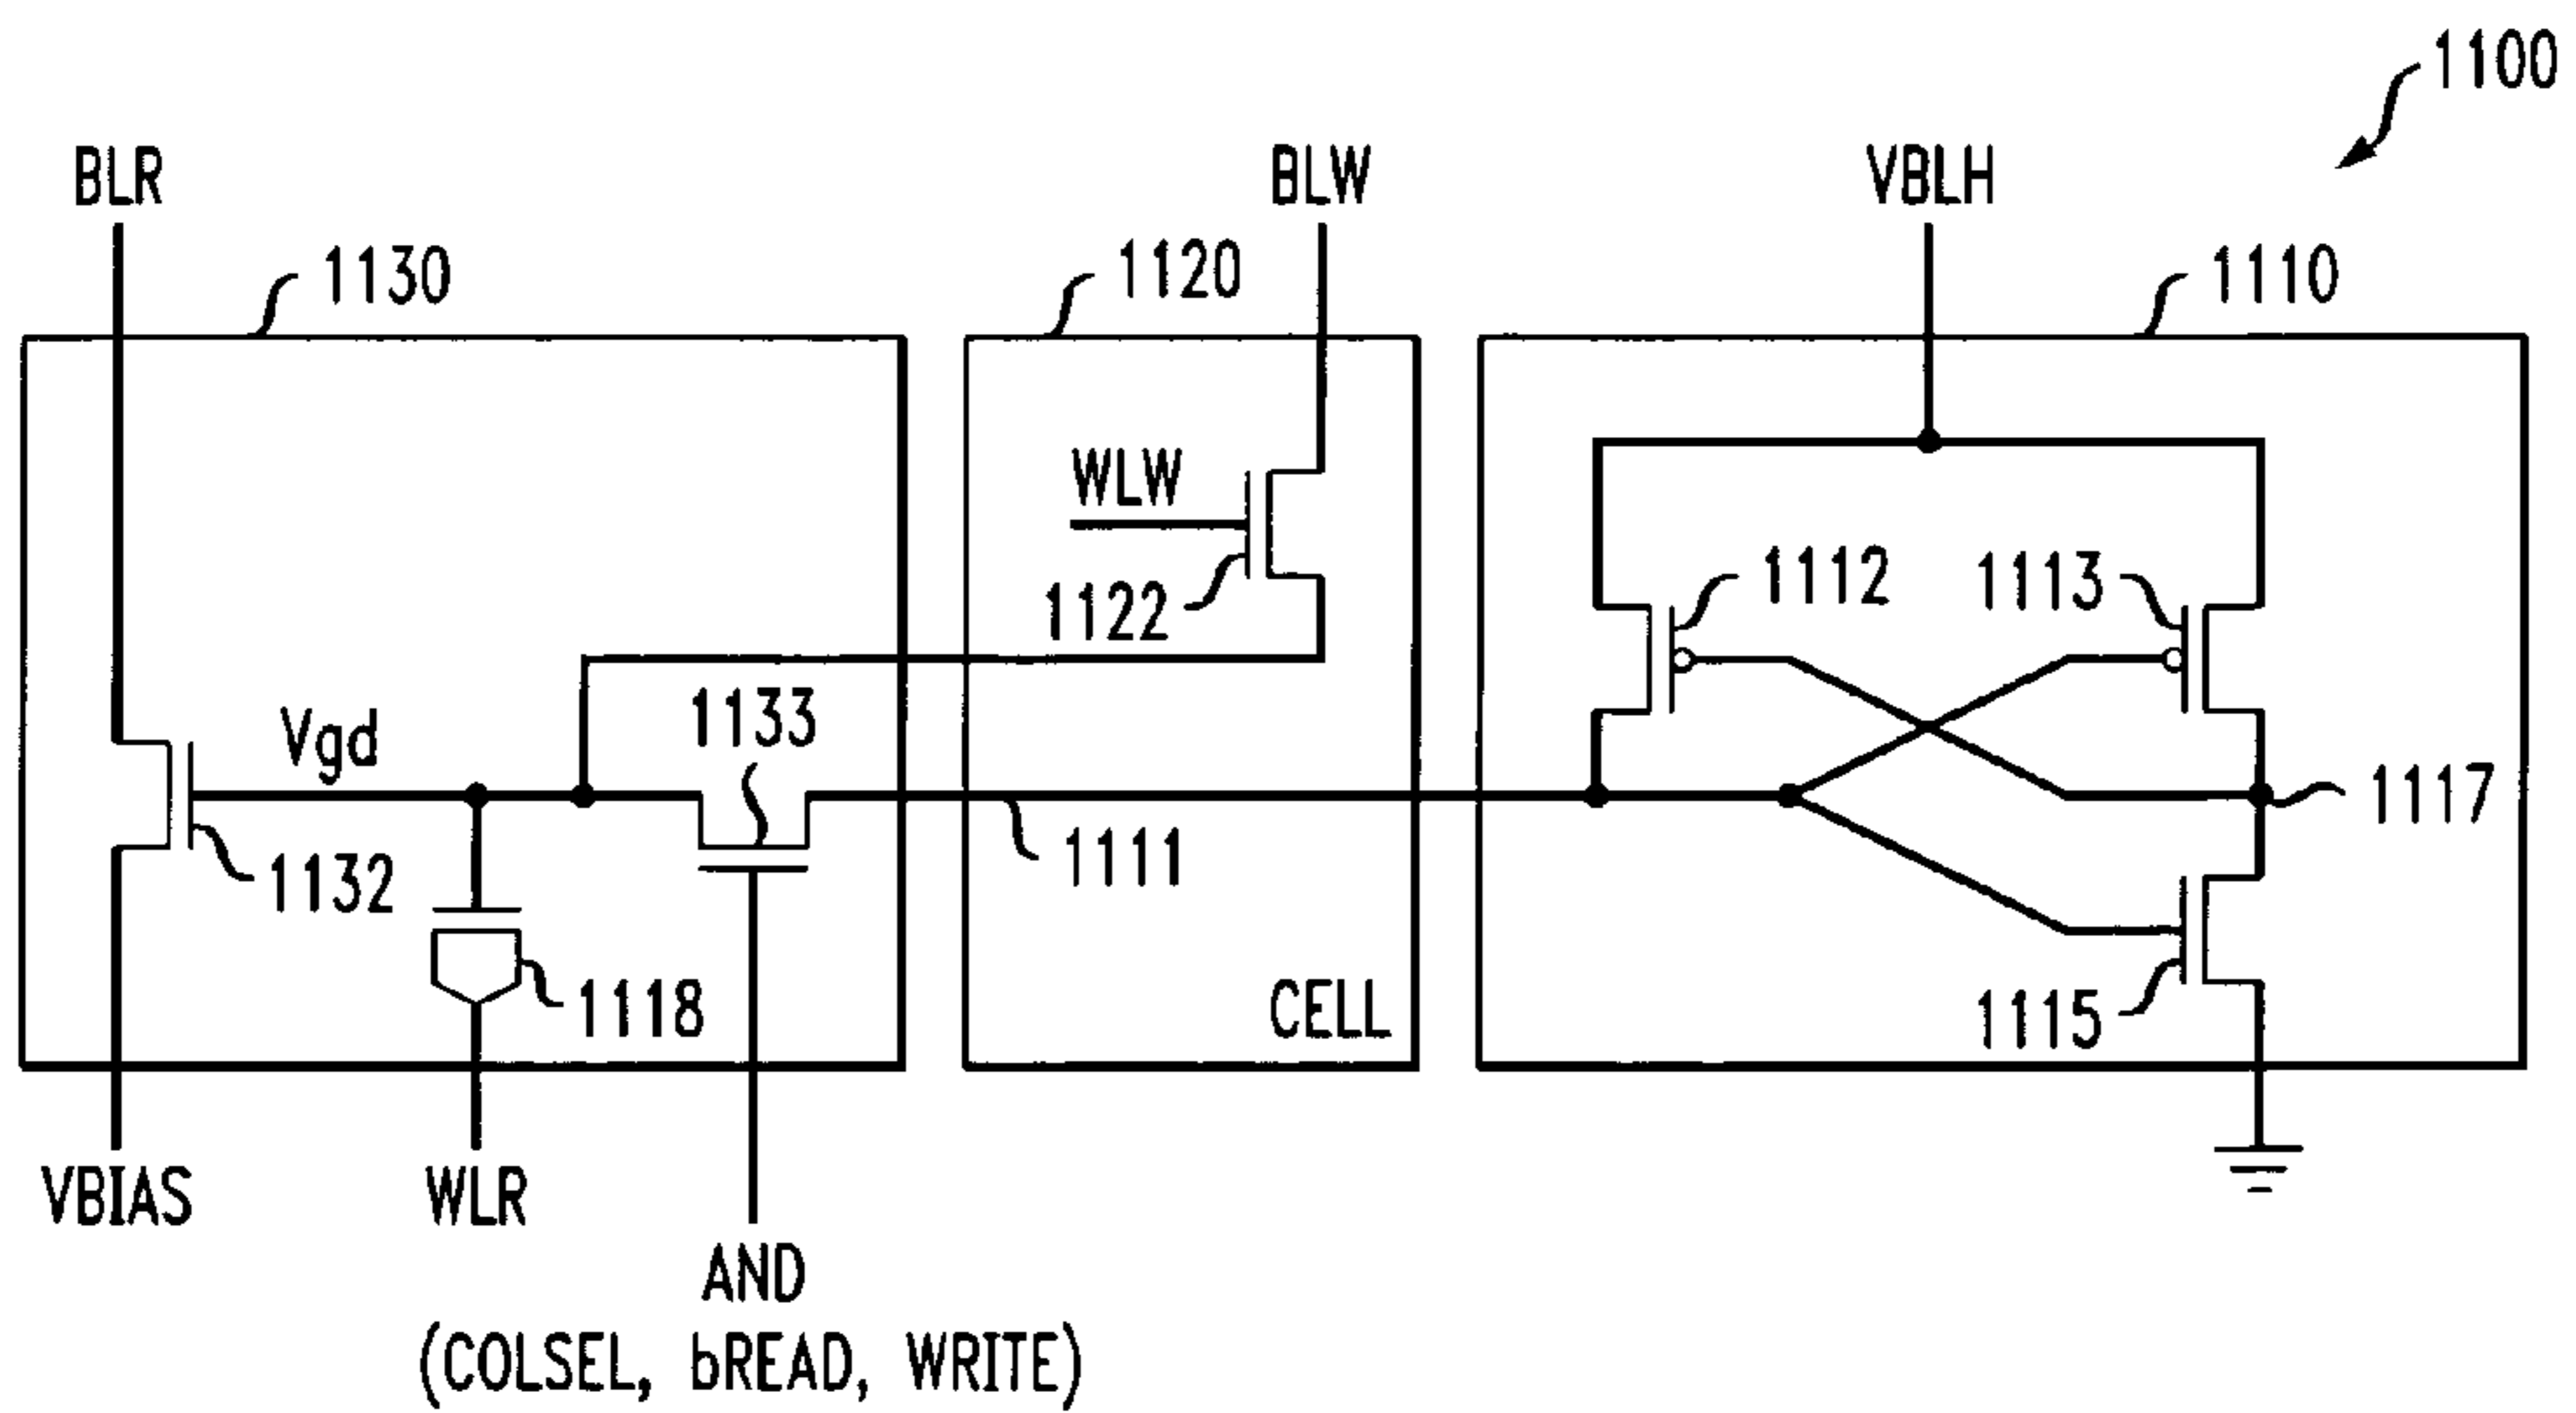 1100
BLR
BLW
VBLH
1130
1120
1110
WLW
1122
1112
1113
1133
Vgd
1117
1132
1111
1118
CELL
1115
VBIAS
WLR
AND
(COLSEL, bREAD, WRITE)